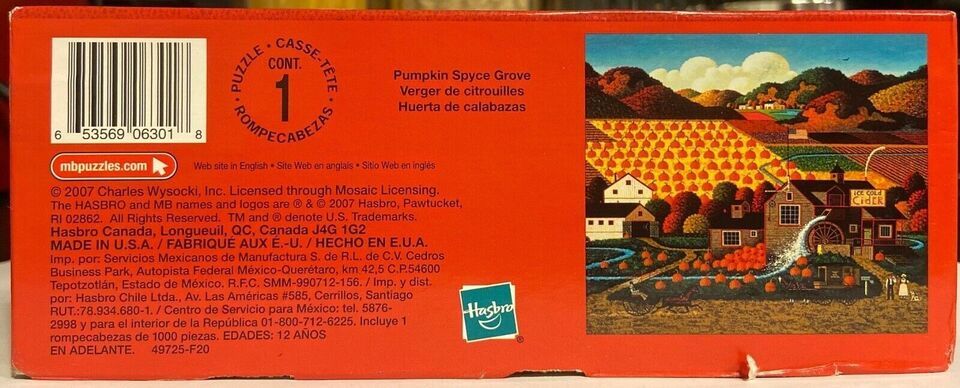 6 53569 06301 8
PUZZLE • CASSE-TÊTE • ROMPECABEZAS •
CONT.
1
Pumpkin Spyce Grove
Verger de citrouilles
Huerta de calabazas
mbpuzzles.com
Web site in English • Site Web en anglais • Sitio Web en inglés
© 2007 Charles Wysocki, Inc. Licensed through Mosaic Licensing.
The HASBRO and MB names and logos are ® & © 2007 Hasbro, Pawtucket,
RI 02862. All Rights Reserved. TM and ® denote U.S. Trademarks.
Hasbro Canada, Longueuil, QC, Canada J4G 1G2
MADE IN U.S.A. / FABRIQUÉ AUX É.-U. / HECHO EN E.U.A.
Imp. por: Servicios Mexicanos de Manufactura S. de R.L. de C.V. Cedros
Business Park, Autopista Federal México-Querétaro, km 42,5 C.P.54600
Tepotzotlán, Estado de México. R.F.C. SMM-990712-156. / Imp. y dist.
por: Hasbro Chile Ltda., Av. Las Américas #585, Cerrillos, Santiago
RUT.:78.934.680-1. / Centro de Servicio para México: tel. 5876-
2998 y para el interior de la República 01-800-712-6225. Incluye 1
rompecabezas de 1000 piezas. EDADES: 12 AÑOS
EN ADELANTE. 49725-F20
Hasbro®
ICE COLD
CIDER